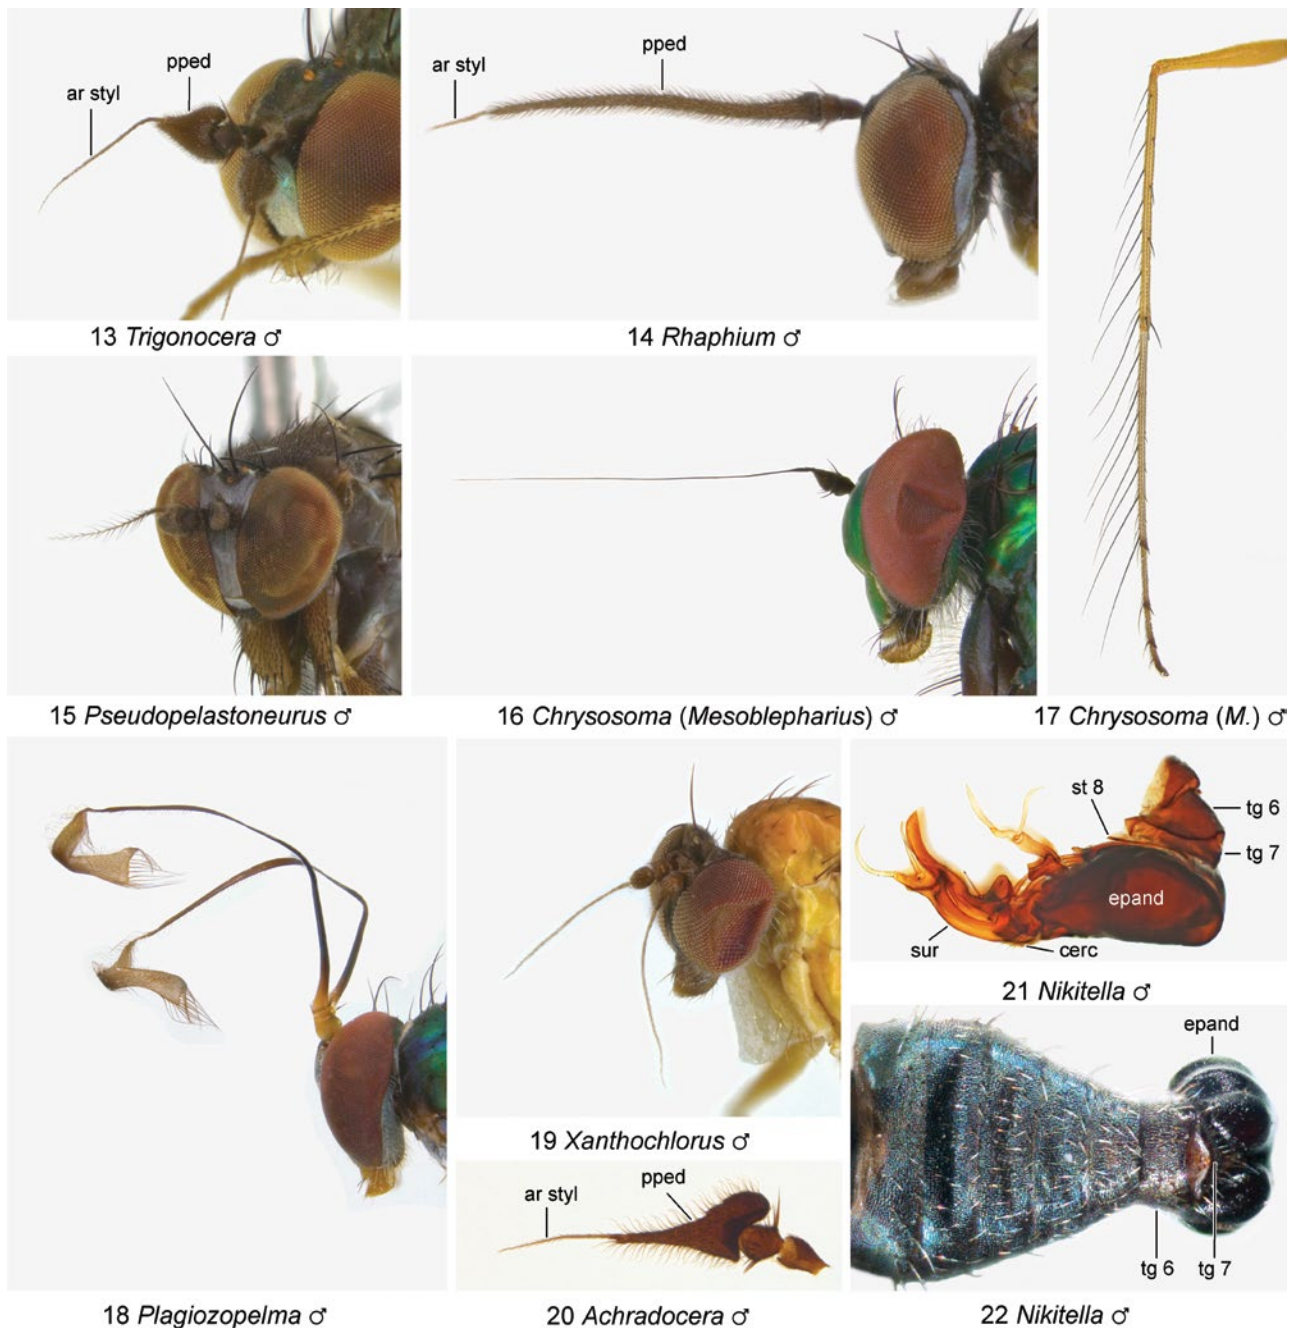 pped
ar styl
13 Trigonocera ♂
pped
ar styl
14 Rhaphium ♂
15 Pseudopelastoneurus ♂
16 Chrysosoma (Mesoblepharius) ♂
17 Chrysosoma (M.) ♂
18 Plagiozopelma ♂
19 Xanthochlorus ♂
pped
ar styl
20 Achradocera ♂
st 8
tg 6
tg 7
epand
sur
cerc
21 Nikitella ♂
epand
tg 6
tg 7
22 Nikitella ♂